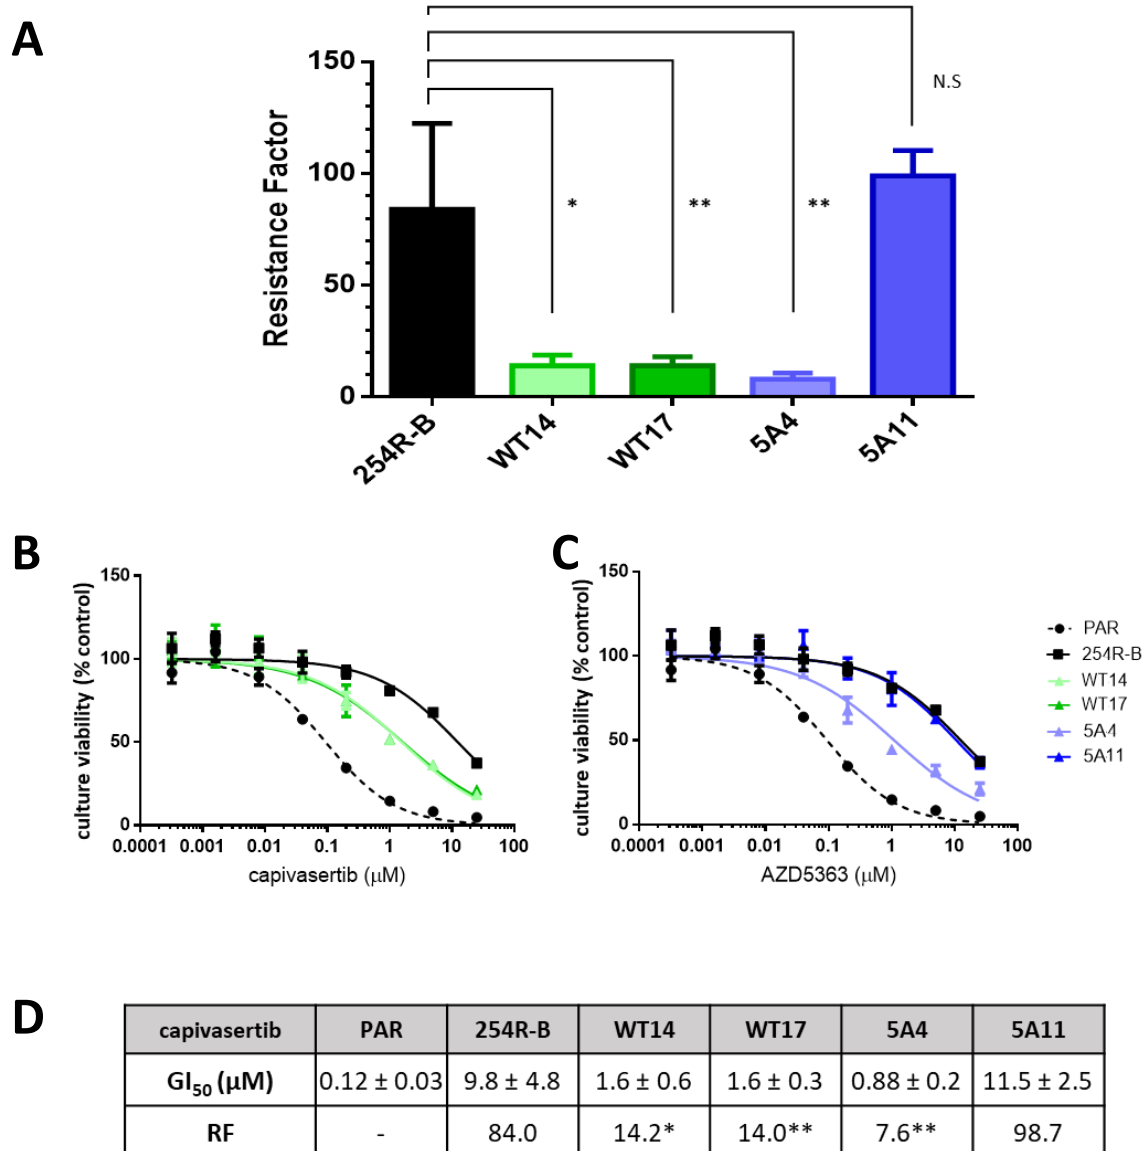 A
Resistance Factor
150
100
50
0
* ** ** N.S
254R-B WT14 WT17 5A4 5A11
B
culture viability (% control)
150
100
50
0
0.0001 0.001 0.01 0.1 1 10 100
capivasertib (μM)
C
culture viability (% control)
150
100
50
0
0.0001 0.001 0.01 0.1 1 10 100
AZD5363 (μM)
PAR
254R-B
WT14
WT17
5A4
5A11
D
capivasertib PAR 254R-B WT14 WT17 5A4 5A11
GI₅₀ (μM) 0.12 ± 0.03 9.8 ± 4.8 1.6 ± 0.6 1.6 ± 0.3 0.88 ± 0.2 11.5 ± 2.5
RF - 84.0 14.2* 14.0** 7.6** 98.7